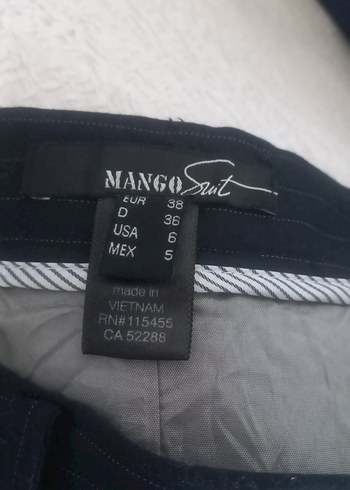 MANGO Suit
EUR 38
D 36
USA 6
MEX 5
made in
VIETNAM
RN#115455
CA 52288